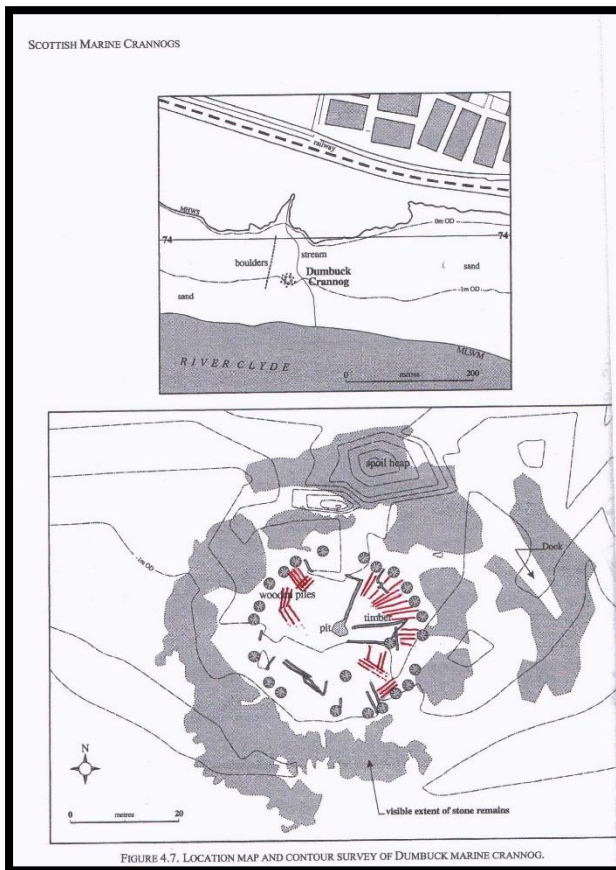 SCOTTISH MARINE CRANNOGS
railway
MHWS
0m OD
74
74
boulders
stream
sand
Dumbuck
Crannog
-1m OD
sand
MLWM
RIVER CLYDE
0 metres 200
spoil heap
-1m OD
Dock
wooden piles
timber
pit
N
0 metres 20
visible extent of stone remains
FIGURE 4.7. LOCATION MAP AND CONTOUR SURVEY OF DUMBUCK MARINE CRANNOG.